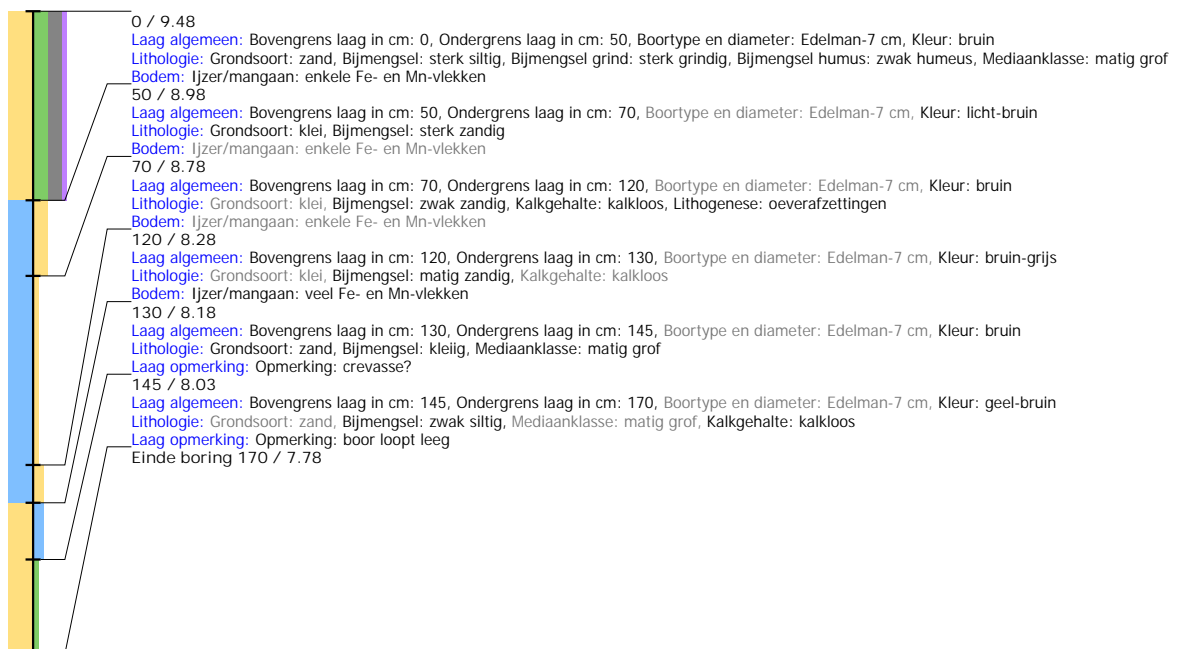 0 / 9.48
Laag algemeen: Bovengrens laag in cm: 0, Ondergrens laag in cm: 50, Boortype en diameter: Edelman-7 cm, Kleur: bruin
Lithologie: Grondsoort: zand, Bijmengsel: sterk siltig, Bijmengsel grind: sterk grindig, Bijmengsel humus: zwak humeus, Mediaanklasse: matig grof
Bodem: Ijzer/mangaan: enkele Fe- en Mn-vlekken
50 / 8.98
Laag algemeen: Bovengrens laag in cm: 50, Ondergrens laag in cm: 70, Boortype en diameter: Edelman-7 cm, Kleur: licht-bruin
Lithologie: Grondsoort: klei, Bijmengsel: sterk zandig
Bodem: Ijzer/mangaan: enkele Fe- en Mn-vlekken
70 / 8.78
Laag algemeen: Bovengrens laag in cm: 70, Ondergrens laag in cm: 120, Boortype en diameter: Edelman-7 cm, Kleur: bruin
Lithologie: Grondsoort: klei, Bijmengsel: zwak zandig, Kalkgehalte: kalkloos, Lithogenese: oeverafzettingen
Bodem: Ijzer/mangaan: enkele Fe- en Mn-vlekken
120 / 8.28
Laag algemeen: Bovengrens laag in cm: 120, Ondergrens laag in cm: 130, Boortype en diameter: Edelman-7 cm, Kleur: bruin-grijs
Lithologie: Grondsoort: klei, Bijmengsel: matig zandig, Kalkgehalte: kalkloos
Bodem: Ijzer/mangaan: veel Fe- en Mn-vlekken
130 / 8.18
Laag algemeen: Bovengrens laag in cm: 130, Ondergrens laag in cm: 145, Boortype en diameter: Edelman-7 cm, Kleur: bruin
Lithologie: Grondsoort: zand, Bijmengsel: kleiig, Mediaanklasse: matig grof
Laag opmerking: Opmerking: crevasse?
145 / 8.03
Laag algemeen: Bovengrens laag in cm: 145, Ondergrens laag in cm: 170, Boortype en diameter: Edelman-7 cm, Kleur: geel-bruin
Lithologie: Grondsoort: zand, Bijmengsel: zwak siltig, Mediaanklasse: matig grof, Kalkgehalte: kalkloos
Laag opmerking: Opmerking: boor loopt leeg
Einde boring 170 / 7.78